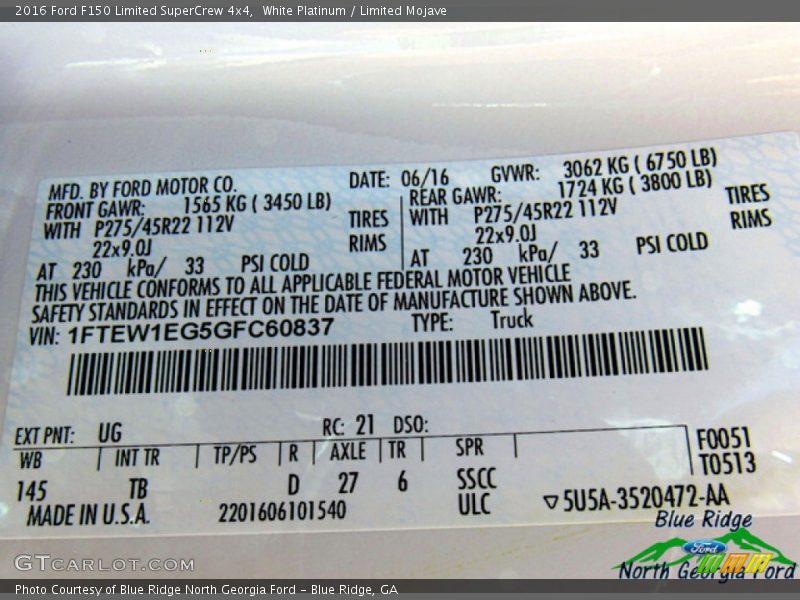 2016 Ford F150 Limited SuperCrew 4x4, White Platinum / Limited Mojave
MFD. BY FORD MOTOR CO. DATE: 06/16 GVWR: 3062 KG ( 6750 LB)
FRONT GAWR: 1565 KG ( 3450 LB) REAR GAWR: 1724 KG ( 3800 LB)
WITH P275/45R22 112V TIRES WITH P275/45R22 112V TIRES
22x9.0J RIMS 22x9.0J RIMS
AT 230 kPa/ 33 PSI COLD AT 230 kPa/ 33 PSI COLD
THIS VEHICLE CONFORMS TO ALL APPLICABLE FEDERAL MOTOR VEHICLE
SAFETY STANDARDS IN EFFECT ON THE DATE OF MANUFACTURE SHOWN ABOVE.
VIN: 1FTEW1EG5GFC60837 TYPE: Truck
EXT PNT: UG RC: 21 DSO:
WB INT TR TP/PS R AXLE TR SPR F0051
T0513
145 TB D 27 6 SSCC
MADE IN U.S.A. 2201606101540 ULC 5U5A-3520472-AA
Blue Ridge
Ford
North Georgia Ford
GTCARLOT.COM
Photo Courtesy of Blue Ridge North Georgia Ford - Blue Ridge, GA